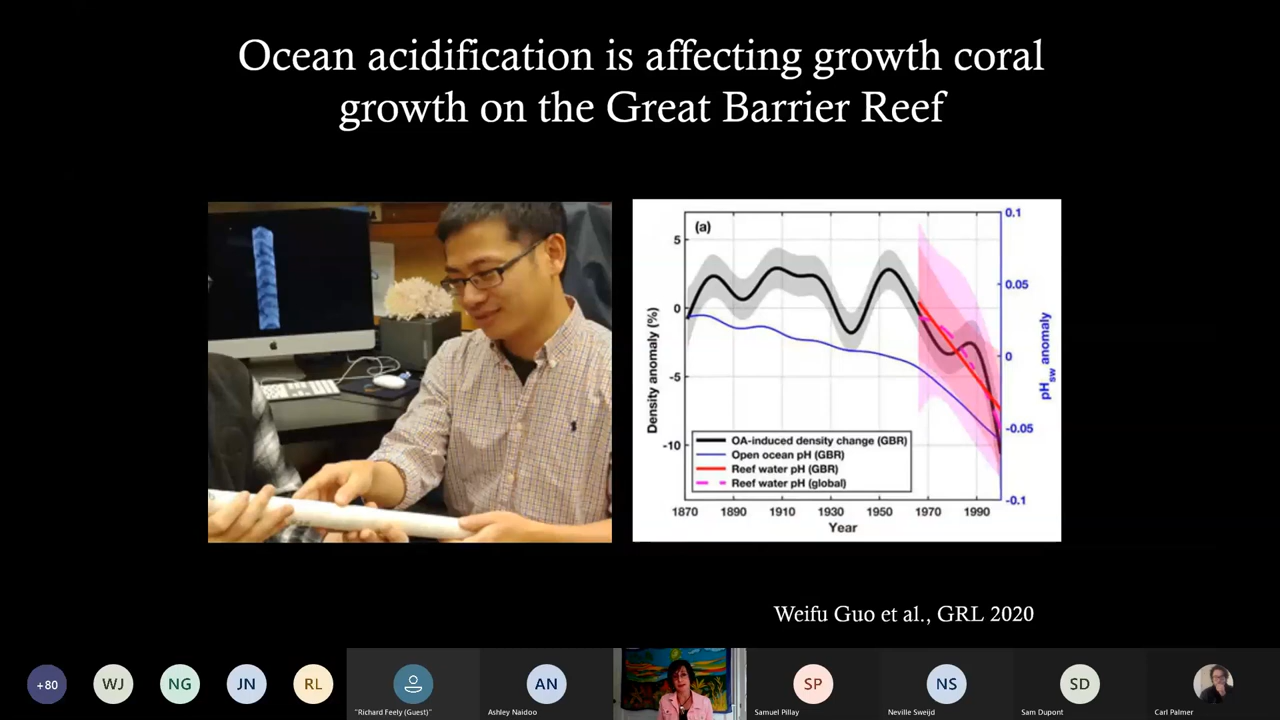 Ocean acidification is affecting growth coral
growth on the Great Barrier Reef
(a)
5
0
-5
-10
Density anomaly (%)
0.1
0.05
0
-0.05
-0.1
pHsw anomaly
OA-induced density change (GBR)
Open ocean pH (GBR)
Reef water pH (GBR)
Reef water pH (global)
1870 1890 1910 1930 1950 1970 1990
Year
Weifu Guo et al., GRL 2020
+80
WJ
NG
JN
RL
"Richard Feely (Guest)"
AN
Ashley Naidoo
SP
Samuel Pillay
NS
Neville Sweijd
SD
Sam Dupont
Carl Palmer